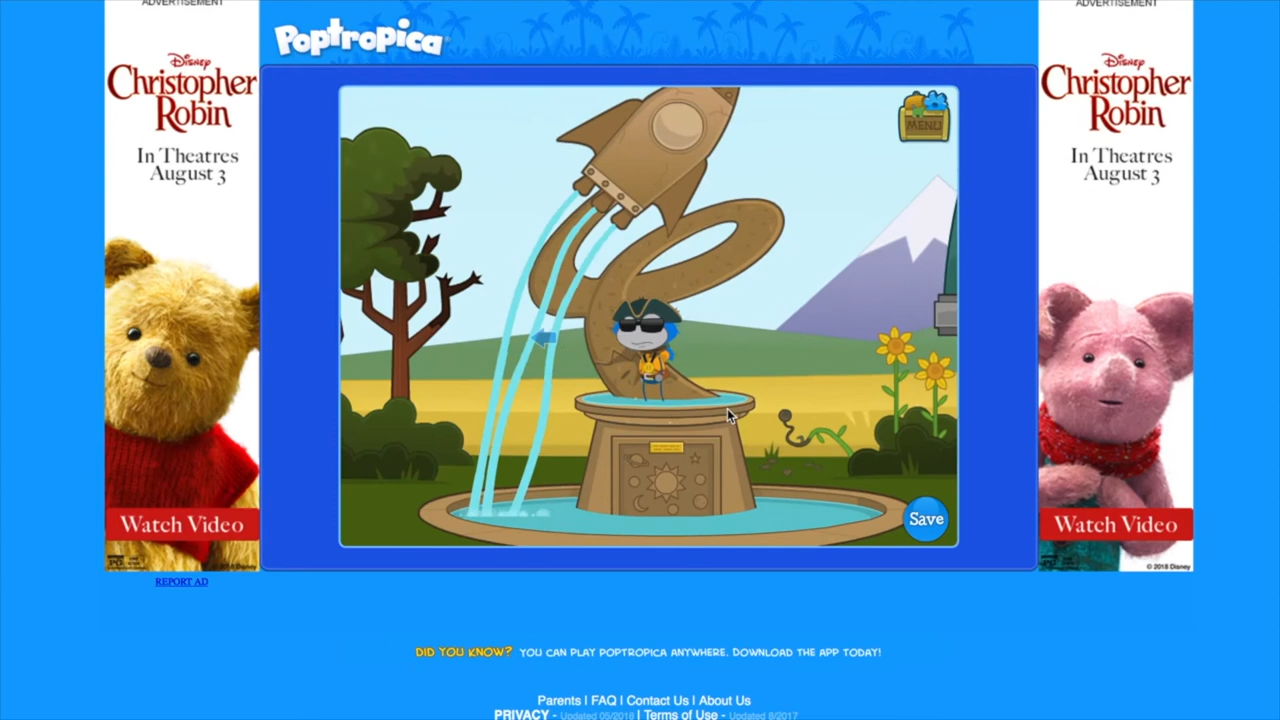 ADVERTISEMENT
Disney
Christopher
Robin
In Theatres
August 3
Watch Video
REPORT AD
Poptropica
MENU
Save
ADVERTISEMENT
Disney
Christopher
Robin
In Theatres
August 3
Watch Video
© 2018 Disney
DID YOU KNOW? YOU CAN PLAY POPTROPICA ANYWHERE. DOWNLOAD THE APP TODAY!
Parents | FAQ | Contact Us | About Us
PRIVACY - Updated 05/2018 | Terms of Use - Updated 8/2017